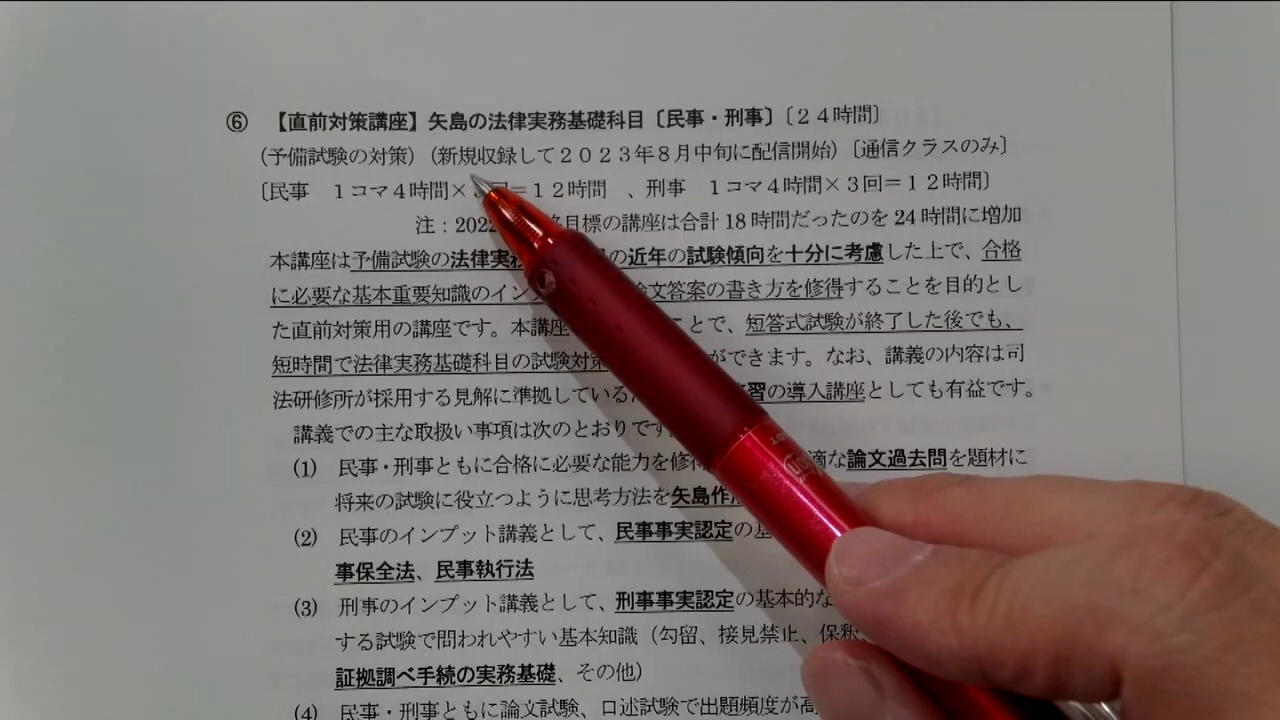 ⑥ 【直前対策講座】矢島の法律実務基礎科目〔民事・刑事〕〔２４時間〕
（予備試験の対策）（新規収録して２０２３年８月中旬に配信開始）〔通信クラスのみ〕
〔民事　１コマ４時間×３回＝１２時間　、刑事　１コマ４時間×３回＝１２時間〕
注：2022 目標の講座は合計 18 時間だったのを 24 時間に増加
本講座は予備試験の法律実務 の近年の試験傾向を十分に考慮した上で、合格
に必要な基本重要知識のイン 論文答案の書き方を修得することを目的とし
た直前対策用の講座です。本講座 ことで、短答式試験が終了した後でも、
短時間で法律実務基礎科目の試験対策 ができます。なお、講義の内容は司
法研修所が採用する見解に準拠している 習の導入講座としても有益です。
講義での主な取扱い事項は次のとおりです
(1) 民事・刑事ともに合格に必要な能力を修得 適な論文過去問を題材に
将来の試験に役立つように思考方法を矢島作
(2) 民事のインプット講義として、民事事実認定の基
事保全法、民事執行法
(3) 刑事のインプット講義として、刑事事実認定の基本的な
する試験で問われやすい基本知識（勾留、接見禁止、保釈、
証拠調べ手続の実務基礎、その他）
(4) 民事・刑事ともに論文試験、口述試験で出題頻度が高